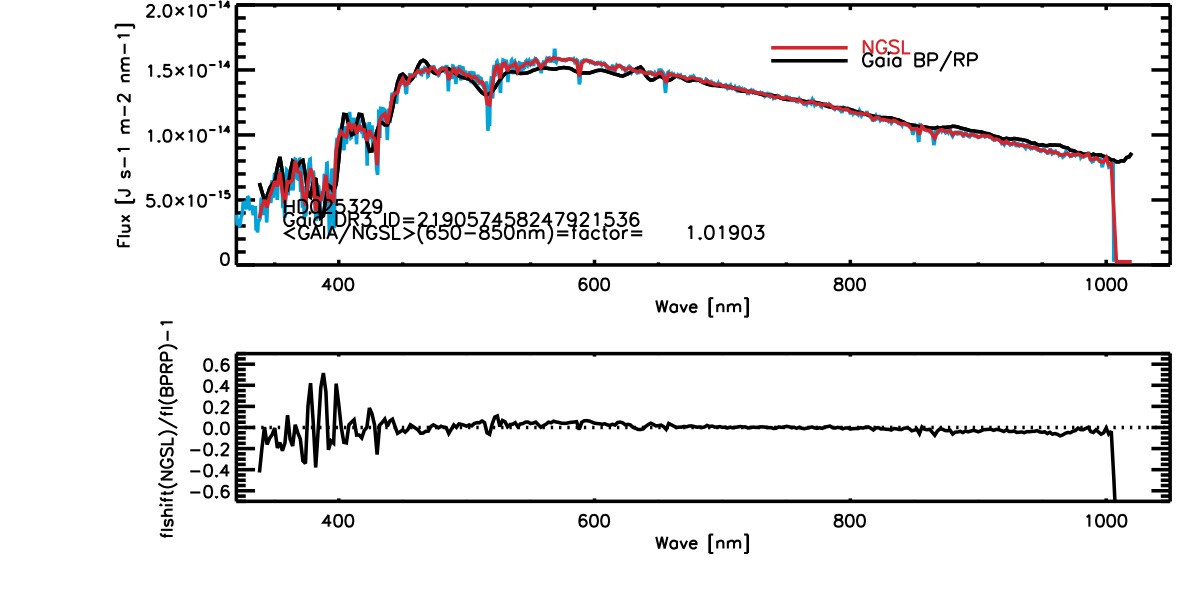 2.0×10−14
1.5×10−14
1.0×10−14
5.0×10−15
0
Flux [J s−1 m−2 nm−1]
NGSL
Gaia BP/RP
HD025329
Gaia DR3 ID=219057458247921536
<GAIA/NGSL>(650−850nm)=factor= 1.01903
400 600 800 1000
Wave [nm]
0.6
0.4
0.2
0.0
−0.2
−0.4
−0.6
flshift(NGSL)/fl(BPRP)−1
400 600 800 1000
Wave [nm]